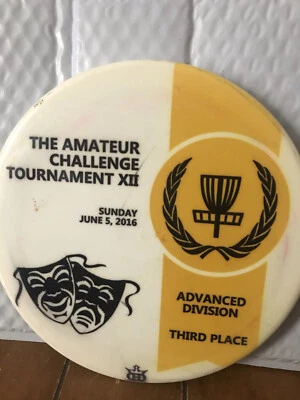 THE AMATEUR
CHALLENGE
TOURNAMENT XII
SUNDAY
JUNE 5, 2016
ADVANCED
DIVISION
THIRD PLACE